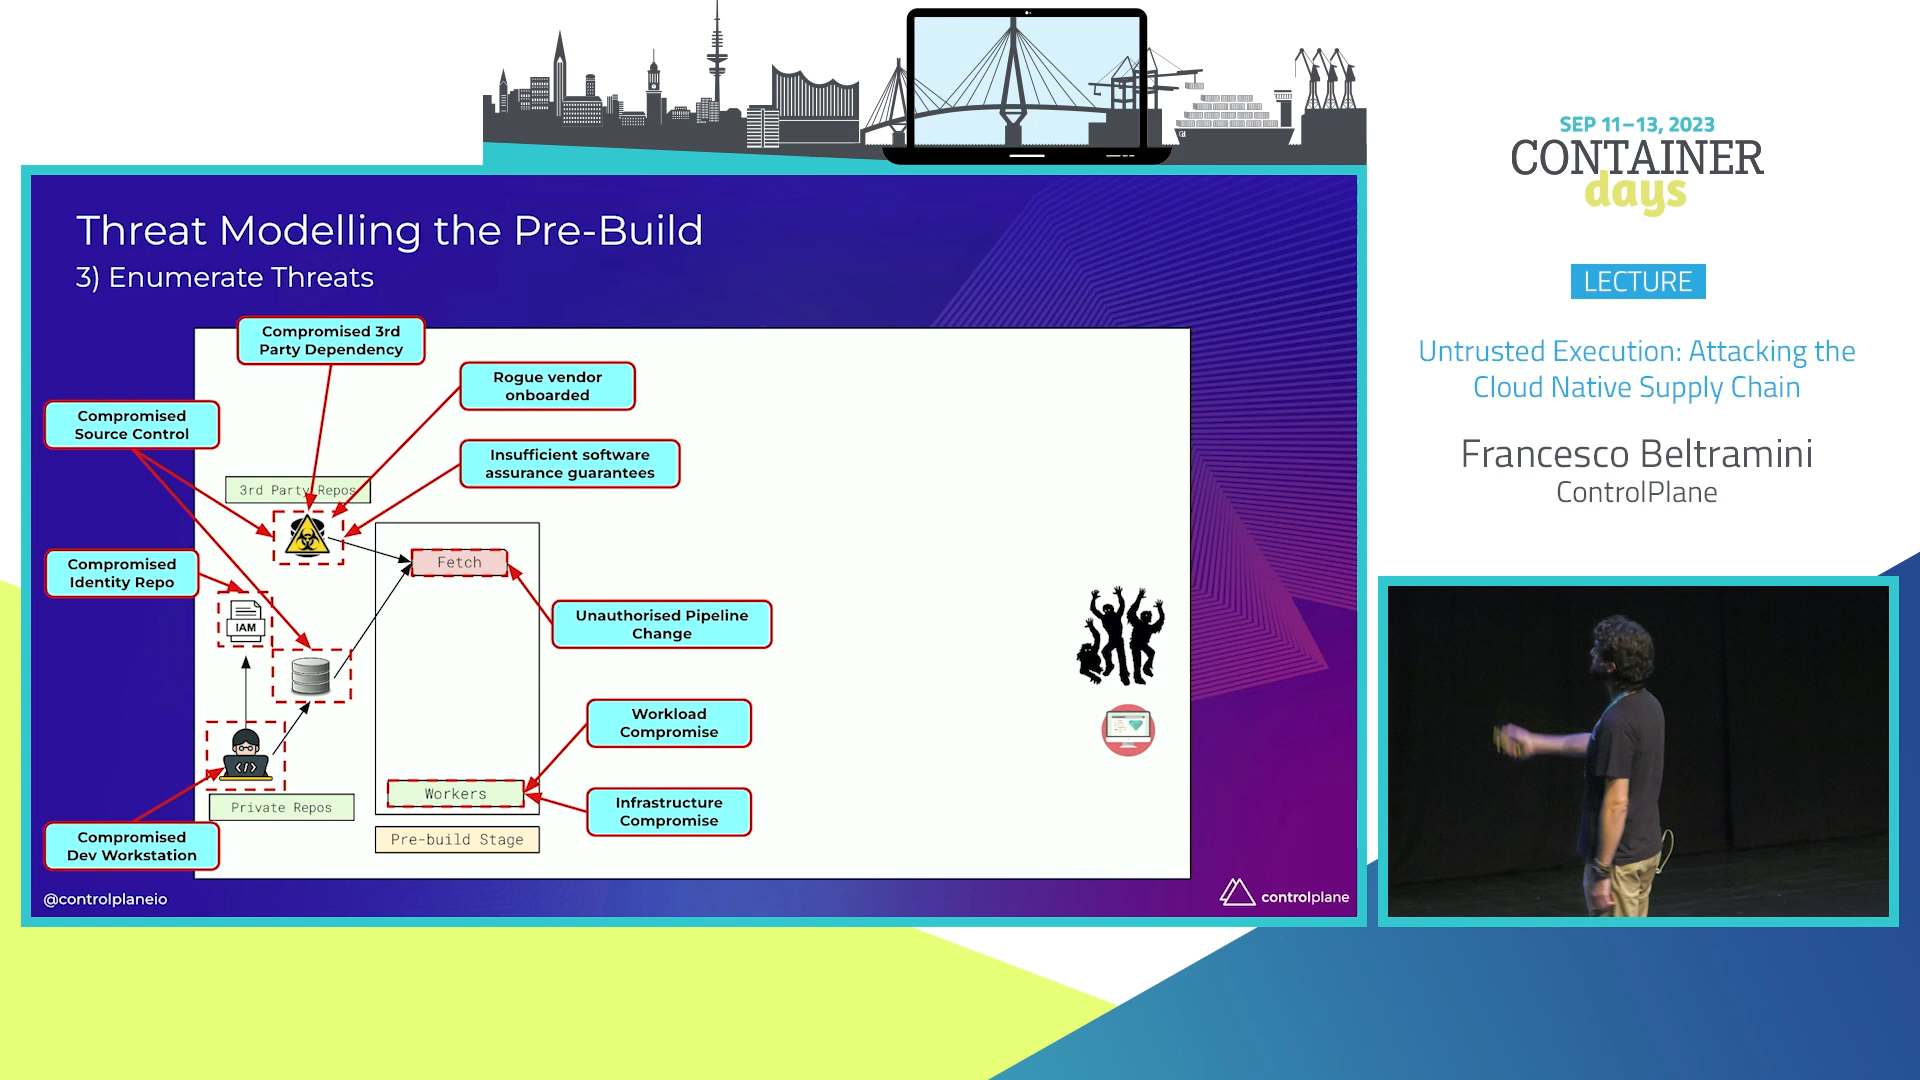 SEP 11–13, 2023
CONTAINER
days
LECTURE
Untrusted Execution: Attacking the
Cloud Native Supply Chain
Francesco Beltramini
ControlPlane
Threat Modelling the Pre-Build
3) Enumerate Threats
Compromised 3rd
Party Dependency
Rogue vendor
onboarded
Compromised
Source Control
Insufficient software
assurance guarantees
3rd Party Repos
Fetch
Compromised
Identity Repo
IAM
Unauthorised Pipeline
Change
Workload
Compromise
</>
Workers
Private Repos
Infrastructure
Compromise
Pre-build Stage
Compromised
Dev Workstation
@controlplaneio
controlplane